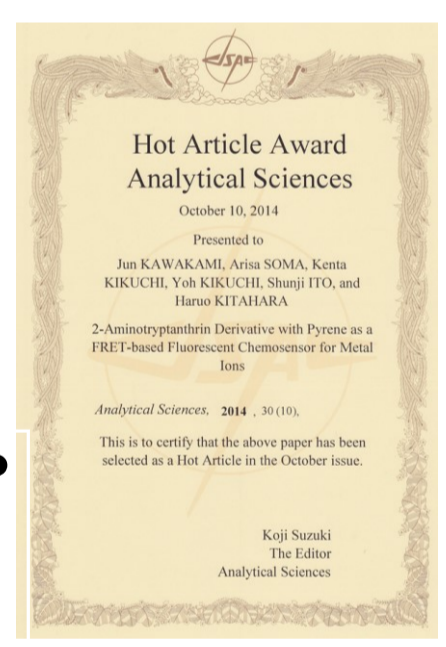 JSAC
Hot Article Award
Analytical Sciences
October 10, 2014
Presented to
Jun KAWAKAMI, Arisa SOMA, Kenta
KIKUCHI, Yoh KIKUCHI, Shunji ITO, and
Haruo KITAHARA
2-Aminotryptanthrin Derivative with Pyrene as a
FRET-based Fluorescent Chemosensor for Metal
Ions
Analytical Sciences, 2014 , 30 (10),
This is to certify that the above paper has been
selected as a Hot Article in the October issue.
Koji Suzuki
The Editor
Analytical Sciences